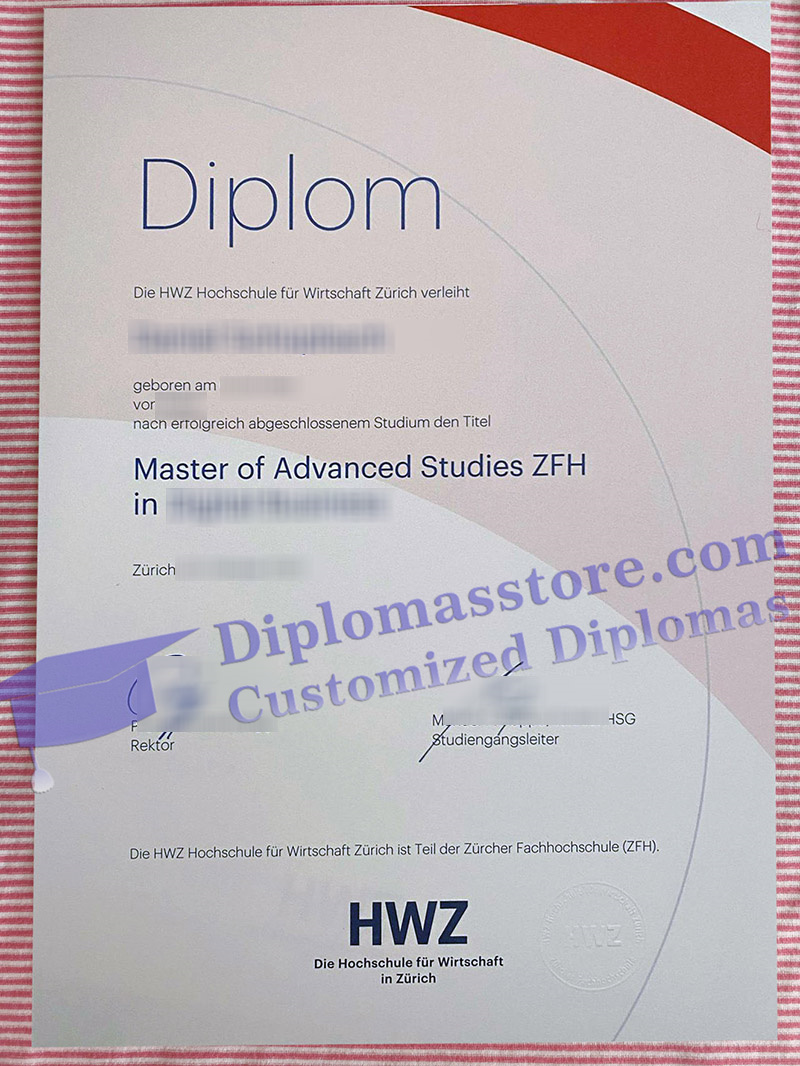 Diplom
Die HWZ Hochschule für Wirtschaft Zürich verleiht
geboren am
nach erfolgreich abgeschlossenem Studium den Titel
Master of Advanced Studies ZFH
in
Zürich
Diplomasstore.com
Customized Diplomas
HSG
Rektor
Studiengangsleiter
Die HWZ Hochschule für Wirtschaft Zürich ist Teil der Zürcher Fachhochschule (ZFH).
HWZ
Die Hochschule für Wirtschaft
in Zürich
HWZ